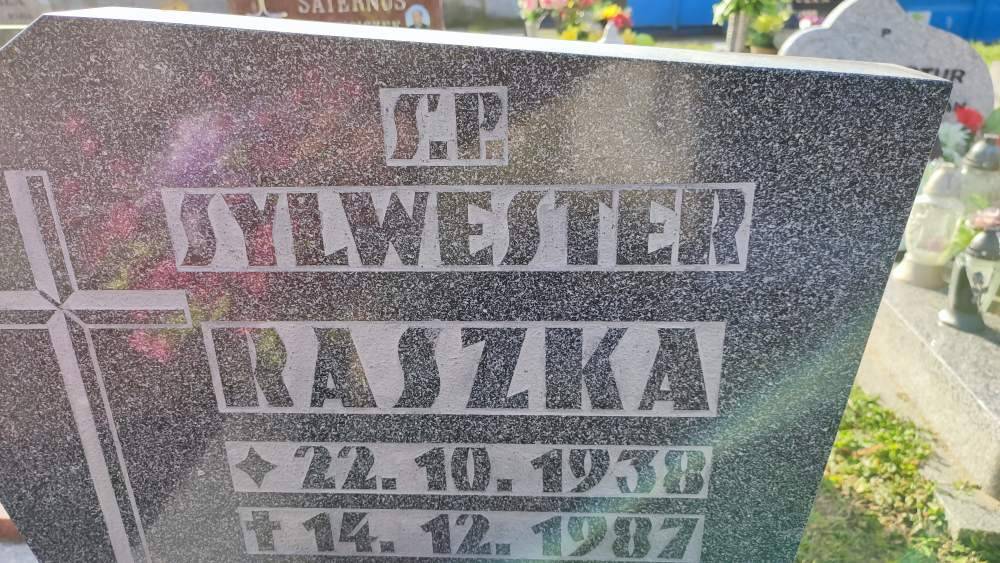 SATERNUS
Ś.P.
SYLWESTER
RASZKA
✦ 22. 10. 1938
✝ 14. 12. 1987